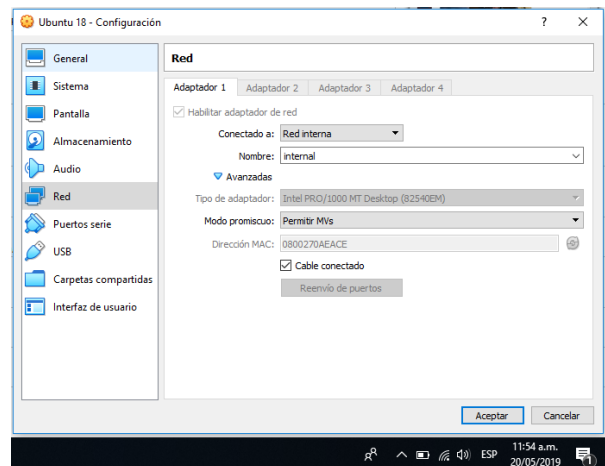 Ubuntu 18 - Configuración
General
Sistema
Pantalla
Almacenamiento
Audio
Red
Puertos serie
USB
Carpetas compartidas
Interfaz de usuario
Red
Adaptador 1 Adaptador 2 Adaptador 3 Adaptador 4
Habilitar adaptador de red
Conectado a: Red interna
Nombre: internal
Avanzadas
Tipo de adaptador: Intel PRO/1000 MT Desktop (82540EM)
Modo promiscuo: Permitir MVs
Dirección MAC: 0800270AEACE
Cable conectado
Reenvío de puertos
Aceptar Cancelar
ESP 11:54 a.m.
20/05/2019 1